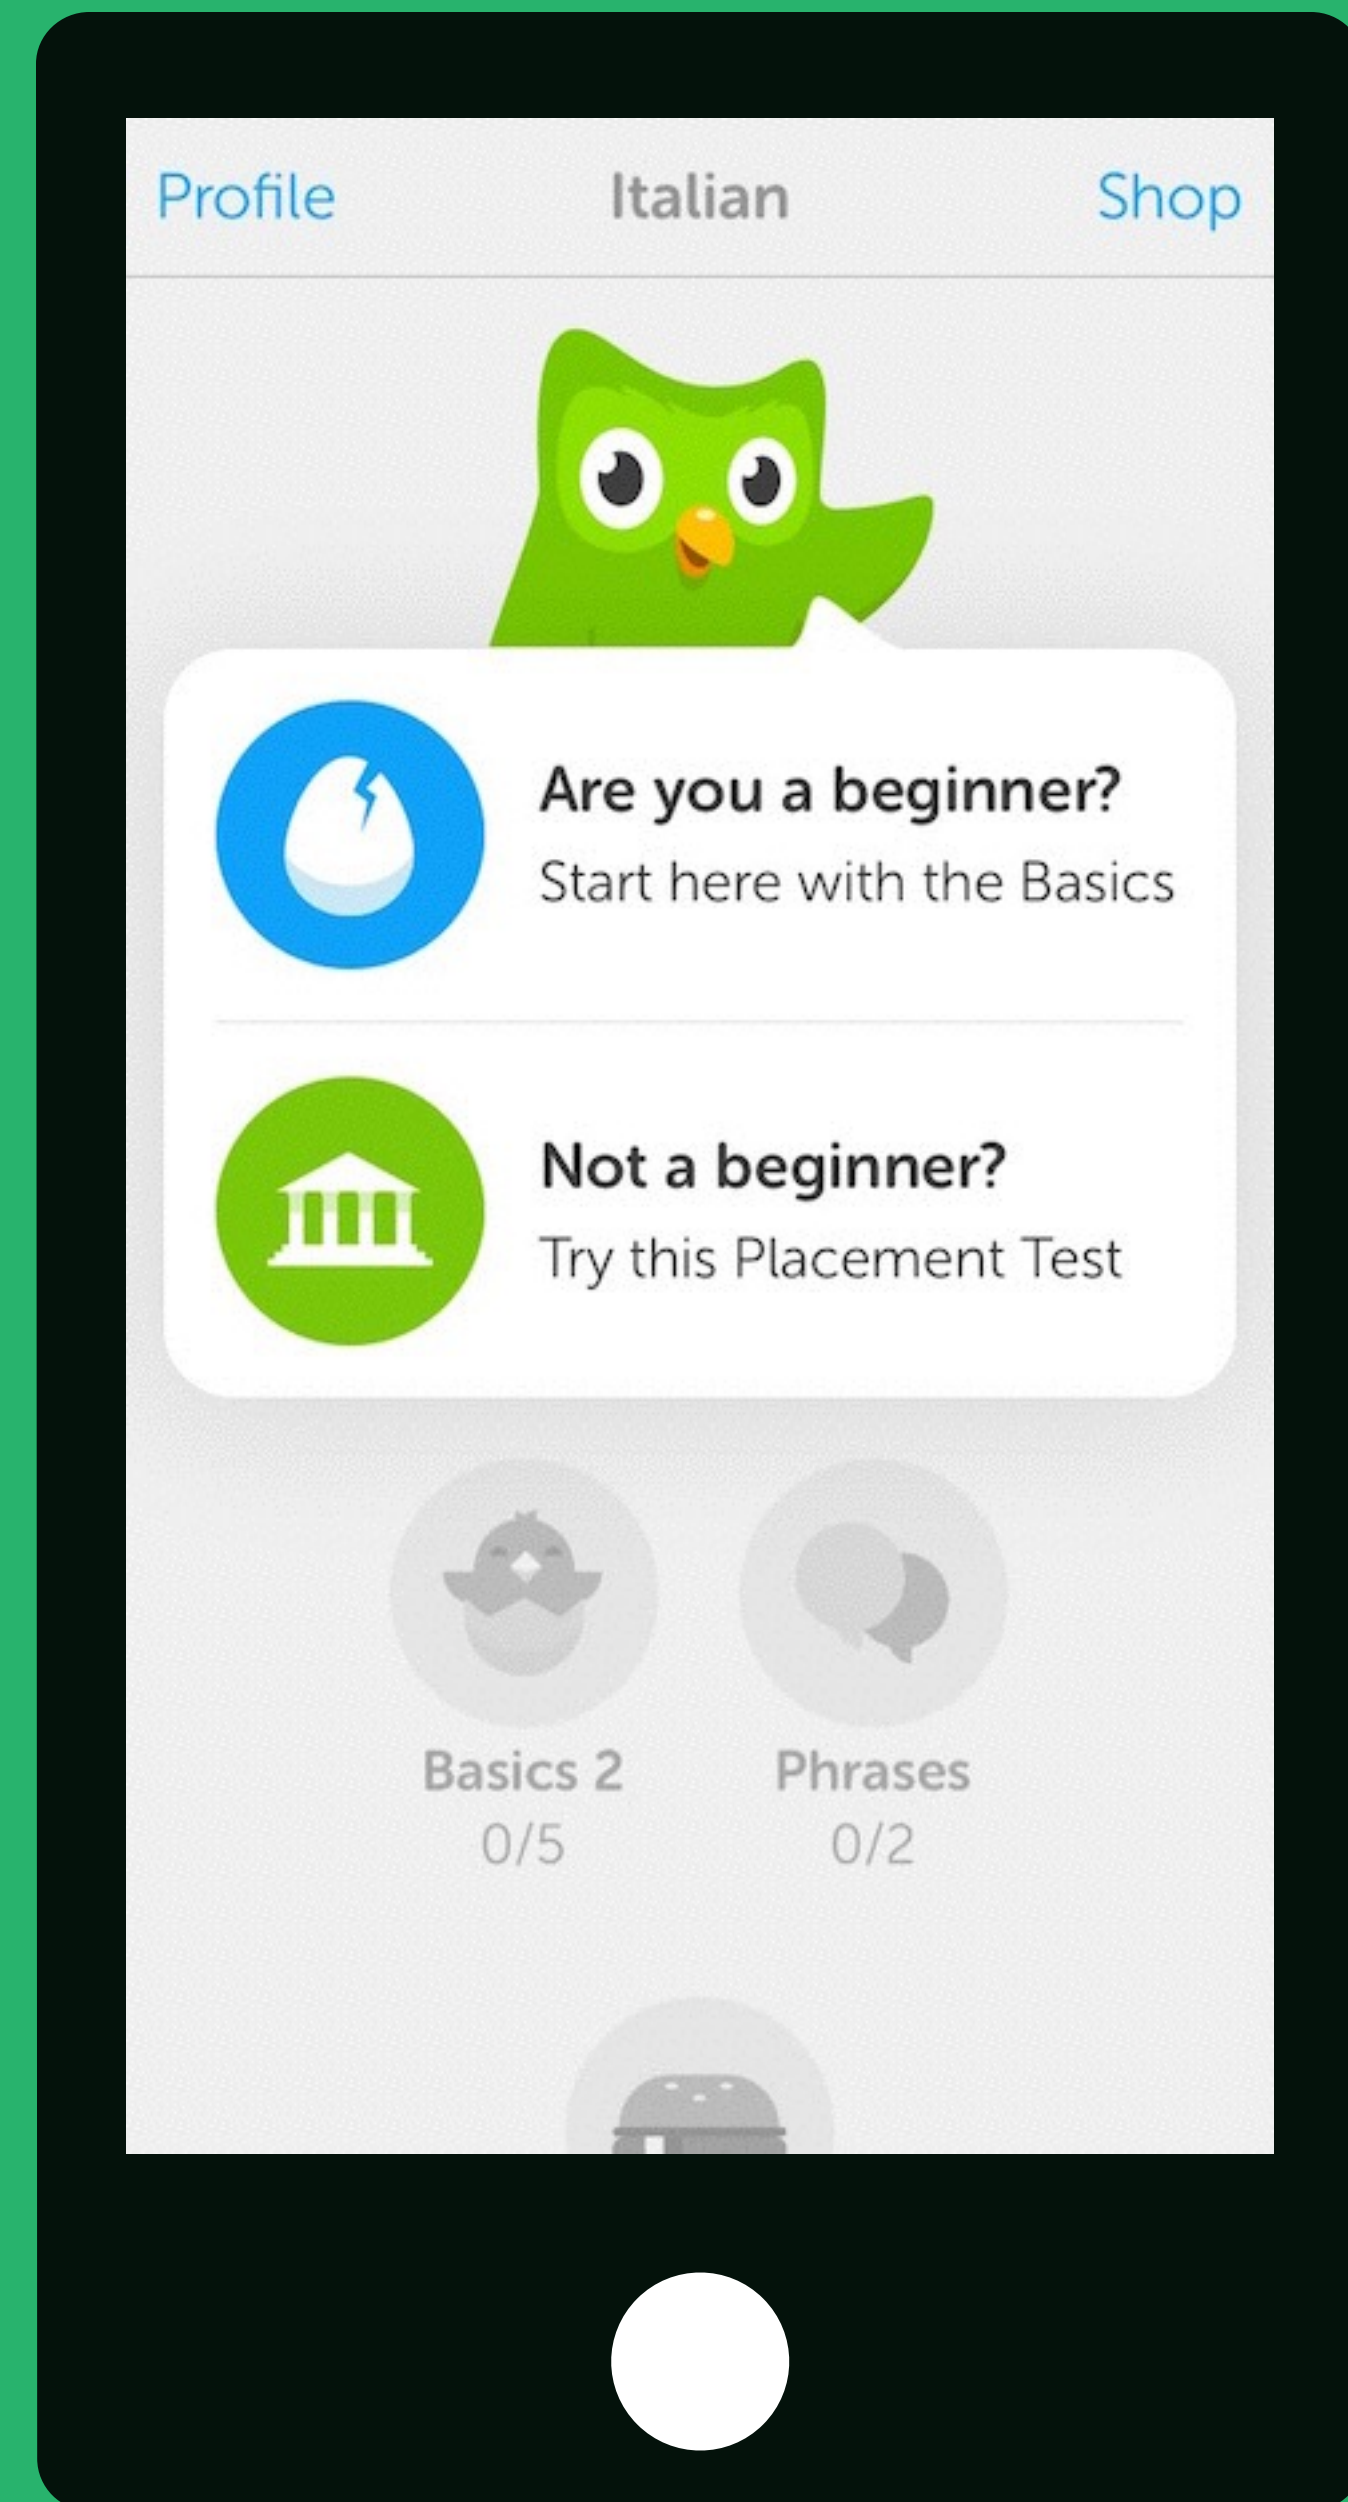 Profile Italian Shop
Are you a beginner?
Start here with the Basics
Not a beginner?
Try this Placement Test
Basics 2 Phrases
0/5 0/2